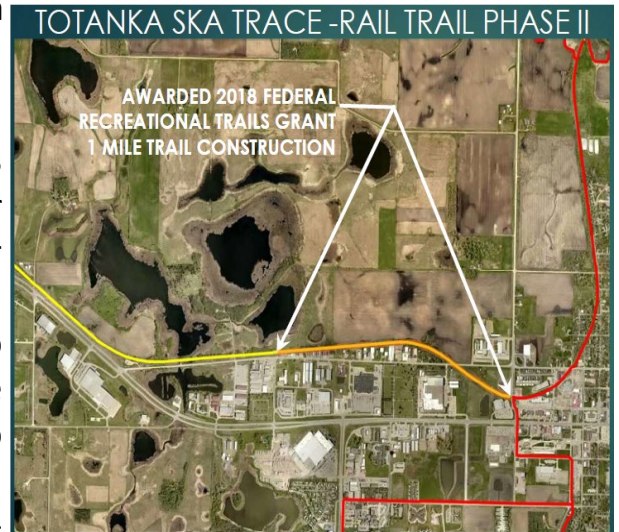 TOTANKA SKA TRACE -RAIL TRAIL PHASE II
AWARDED 2018 FEDERAL
RECREATIONAL TRAILS GRANT
1 MILE TRAIL CONSTRUCTION